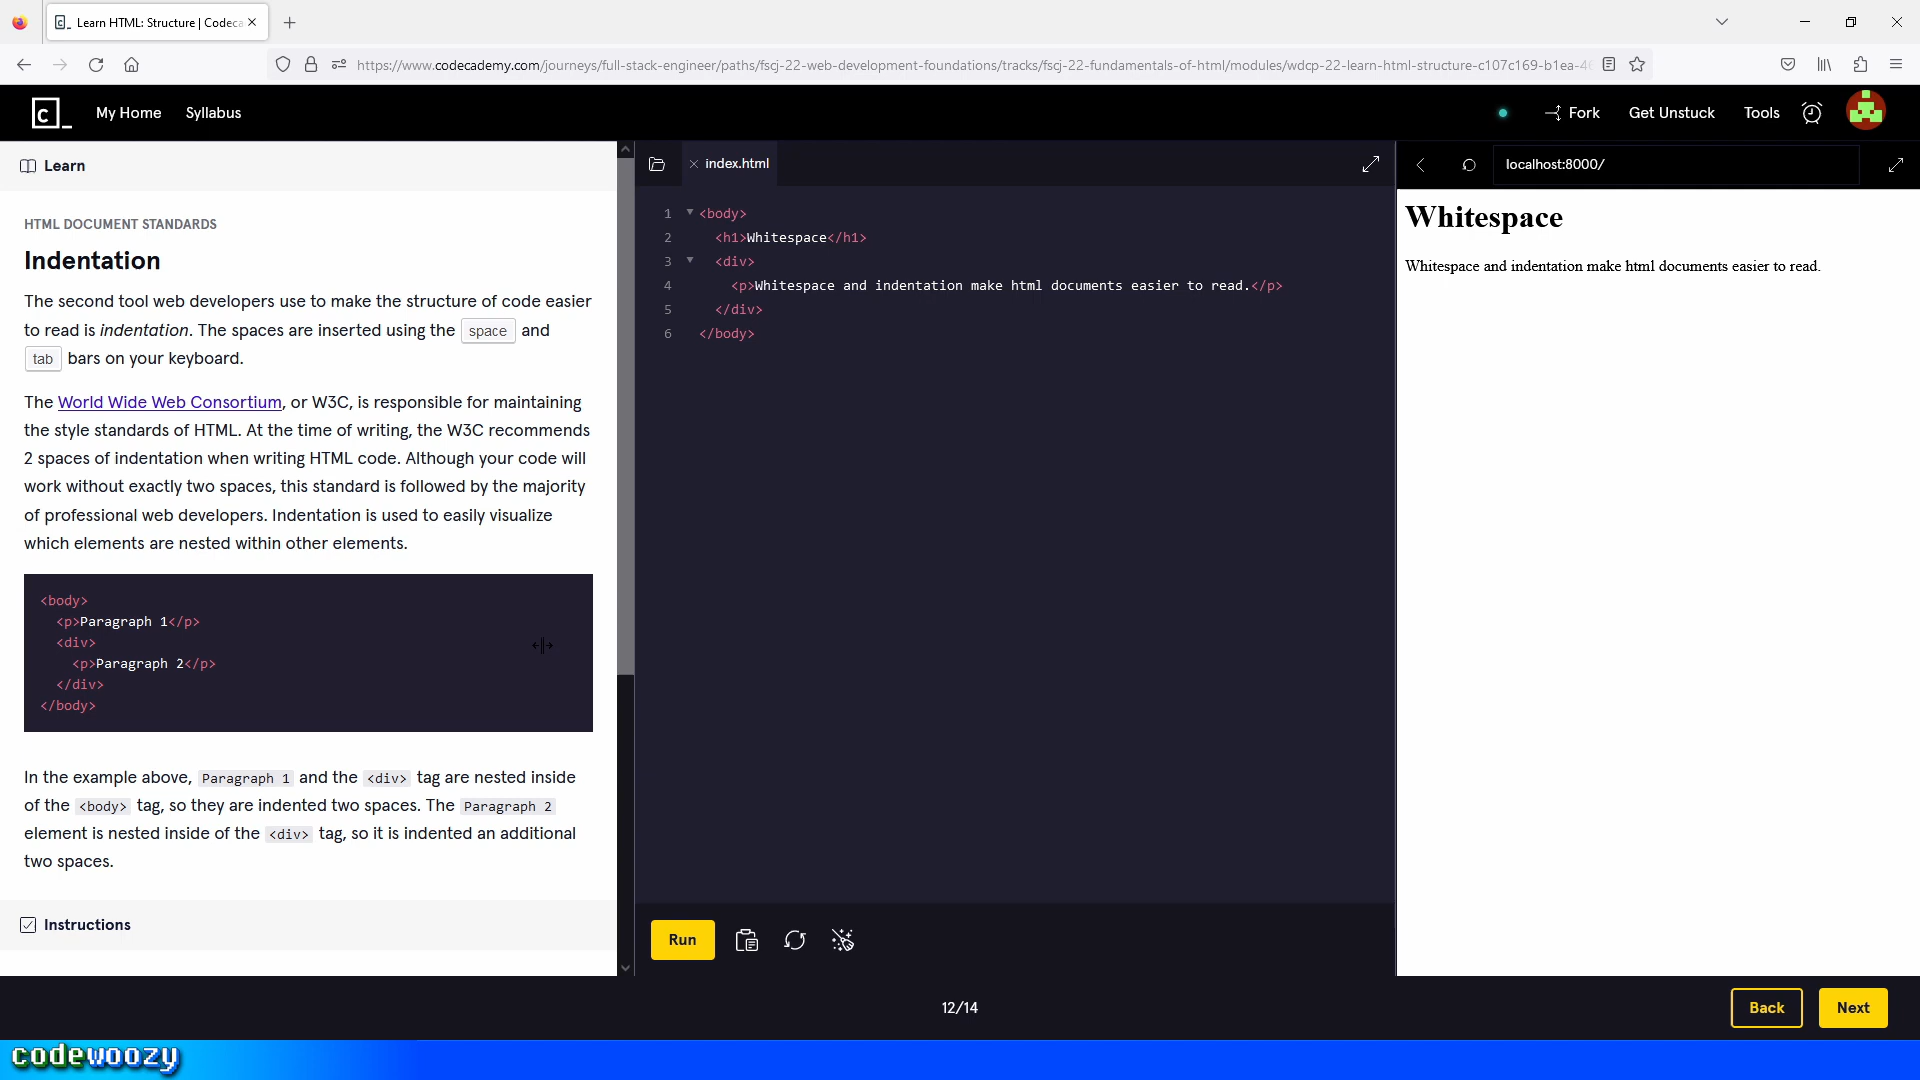 Learn HTML: Structure | Codeca
https://www.codecademy.com/journeys/full-stack-engineer/paths/fscj-22-web-development-foundations/tracks/fscj-22-fundamentals-of-html/modules/wdcp-22-learn-html-structure-c107c169-b1ea-4
c_ My Home Syllabus Fork Get Unstuck Tools
Learn
HTML DOCUMENT STANDARDS
Indentation
The second tool web developers use to make the structure of code easier
to read is indentation. The spaces are inserted using the space and
tab bars on your keyboard.
The World Wide Web Consortium, or W3C, is responsible for maintaining
the style standards of HTML. At the time of writing, the W3C recommends
2 spaces of indentation when writing HTML code. Although your code will
work without exactly two spaces, this standard is followed by the majority
of professional web developers. Indentation is used to easily visualize
which elements are nested within other elements.
<body>
<p>Paragraph 1</p>
<div>
<p>Paragraph 2</p>
</div>
</body>
In the example above, Paragraph 1 and the <div> tag are nested inside
of the <body> tag, so they are indented two spaces. The Paragraph 2
element is nested inside of the <div> tag, so it is indented an additional
two spaces.
Instructions
index.html
1 <body>
2 <h1>Whitespace</h1>
3 <div>
4 <p>Whitespace and indentation make html documents easier to read.</p>
5 </div>
6 </body>
Run
localhost:8000/
Whitespace
Whitespace and indentation make html documents easier to read.
12/14
Back Next
codewoozy